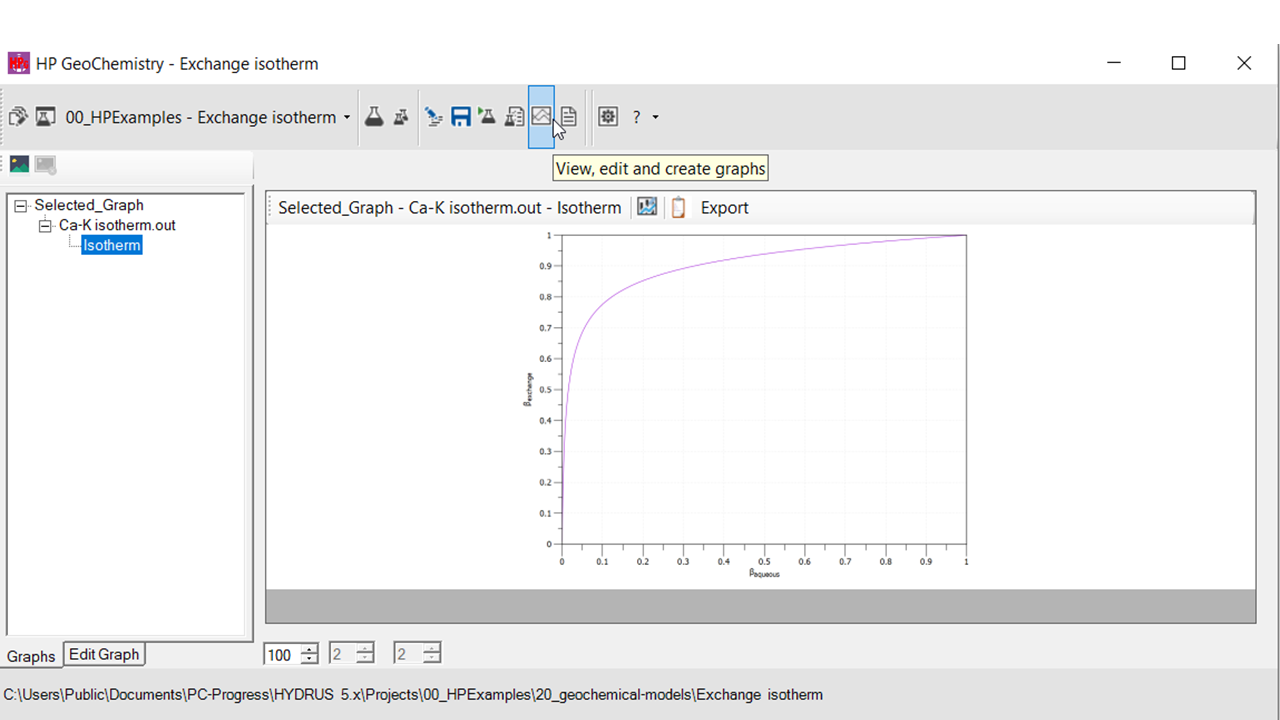 HP GeoChemistry - Exchange isotherm
00_HPExamples - Exchange isotherm
?
View, edit and create graphs
Selected_Graph
Ca-K isotherm.out
Isotherm
Selected_Graph - Ca-K isotherm.out - Isotherm Export
1
0.9
0.8
0.7
0.6
0.5
0.4
0.3
0.2
0.1
0
βexchange
0 0.1 0.2 0.3 0.4 0.5 0.6 0.7 0.8 0.9 1
βaqueous
Graphs Edit Graph 100 2 2
C:\Users\Public\Documents\PC-Progress\HYDRUS 5.x\Projects\00_HPExamples\20_geochemical-models\Exchange isotherm